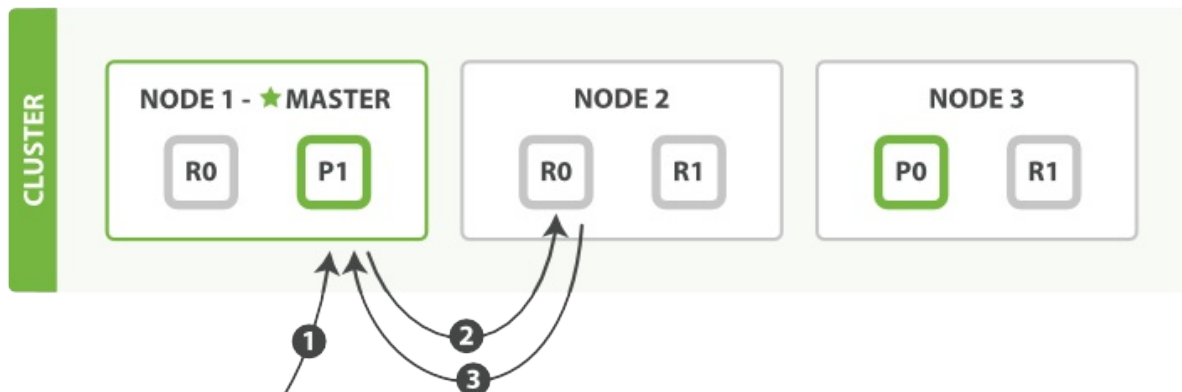 CLUSTER
NODE 1 - ★ MASTER
R0 P1
NODE 2
R0 R1
NODE 3
P0 R1
1
2
3